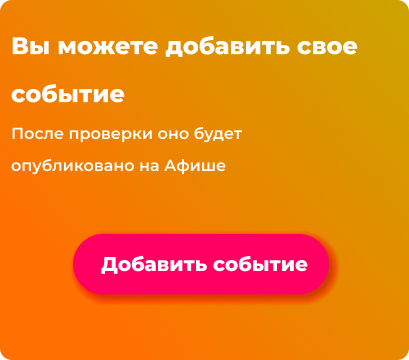 Вы можете добавить свое
событие
После проверки оно будет
опубликовано на Афише
Добавить событие